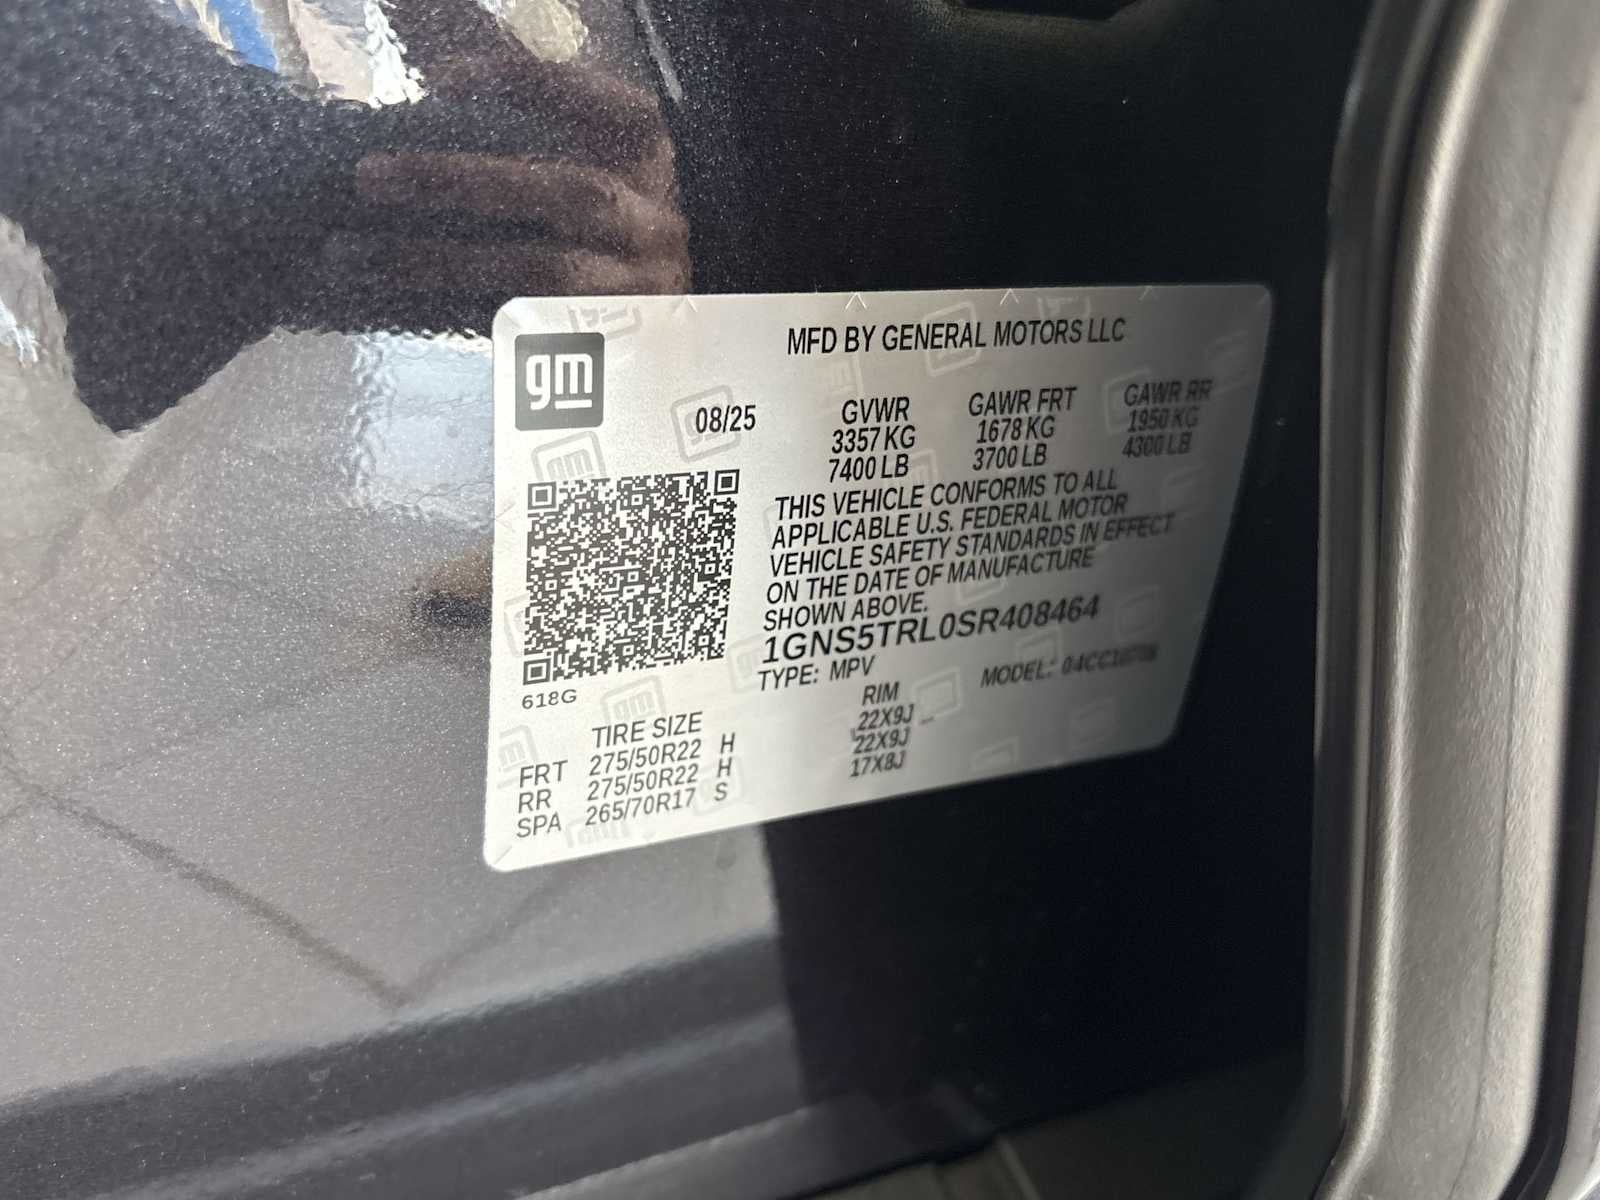 gm
MFD BY GENERAL MOTORS LLC
08/25
GVWR GAWR FRT GAWR RR
3357 KG 1678 KG 1950 KG
7400 LB 3700 LB 4300 LB
THIS VEHICLE CONFORMS TO ALL
APPLICABLE U.S. FEDERAL MOTOR
VEHICLE SAFETY STANDARDS IN EFFECT
ON THE DATE OF MANUFACTURE
SHOWN ABOVE.
1GNS5TRL0SR408464
TYPE: MPV MODEL:
618G
TIRE SIZE RIM
FRT 275/50R22 H 22X9J
RR 275/50R22 H 22X9J
SPA 265/70R17 S 17X8J